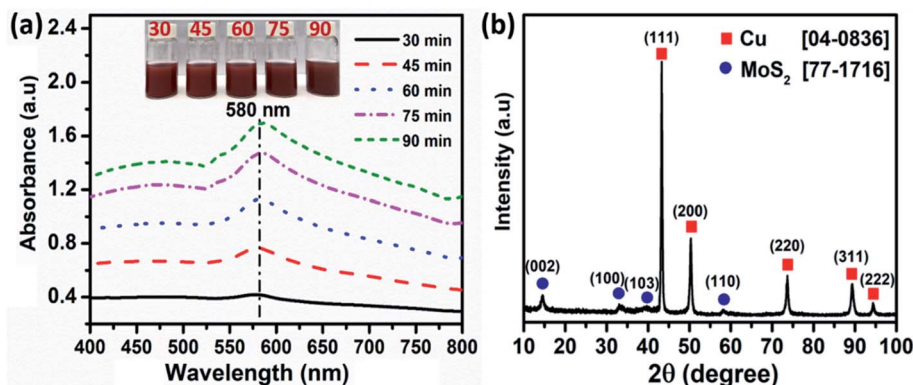 (a)
30 45 60 75 90
580 nm
30 min
45 min
60 min
75 min
90 min
2.4
2.0
1.6
1.2
0.8
0.4
Absorbance (a.u)
400 450 500 550 600 650 700 750 800
Wavelength (nm)
(b)
Cu [04-0836]
MoS₂ [77-1716]
(111)
(200)
(220)
(311)
(222)
(002)
(100)
(103)
(110)
Intensity (a.u)
10 20 30 40 50 60 70 80 90 100
2θ (degree)